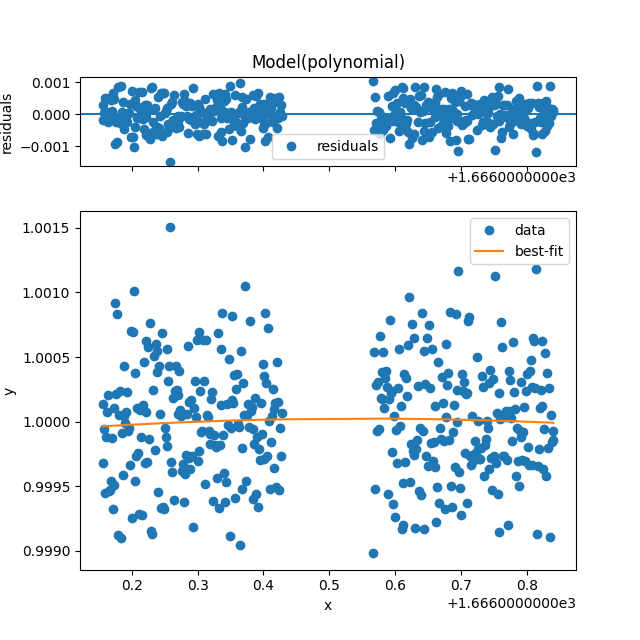 Model(polynomial)
0.001
0.000
−0.001
residuals
residuals
+1.6660000000e3
1.0015
1.0010
1.0005
1.0000
0.9995
0.9990
y
data
best-fit
0.2 0.3 0.4 0.5 0.6 0.7 0.8
x
+1.6660000000e3